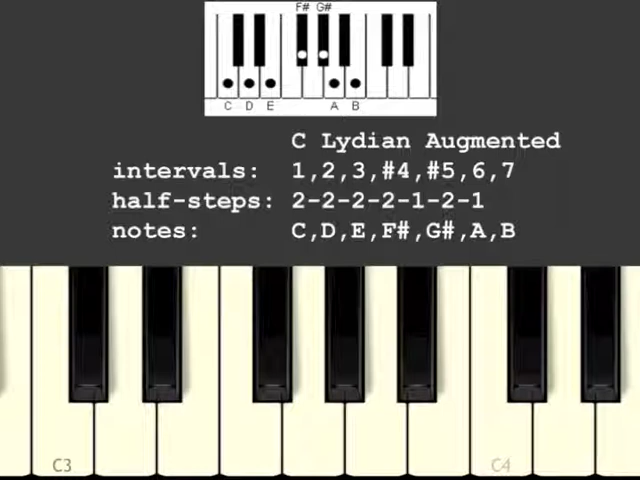 F# G#
C D E A B
C Lydian Augmented
intervals: 1,2,3,#4,#5,6,7
half-steps: 2-2-2-2-1-2-1
notes: C,D,E,F#,G#,A,B
C3 C4